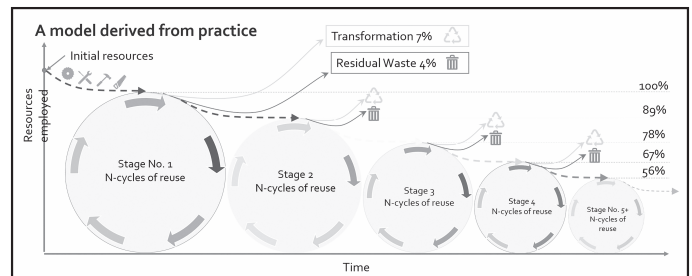 A model derived from practice
Initial resources
Transformation 7%
Residual Waste 4%
Resources
employed
100%
89%
78%
67%
56%
Stage No. 1
N-cycles of reuse
Stage 2
N-cycles of reuse
Stage 3
N-cycles of reuse
Stage 4
N-cycles of reuse
Stage No. 5+
N-cycles of
reuse
Time